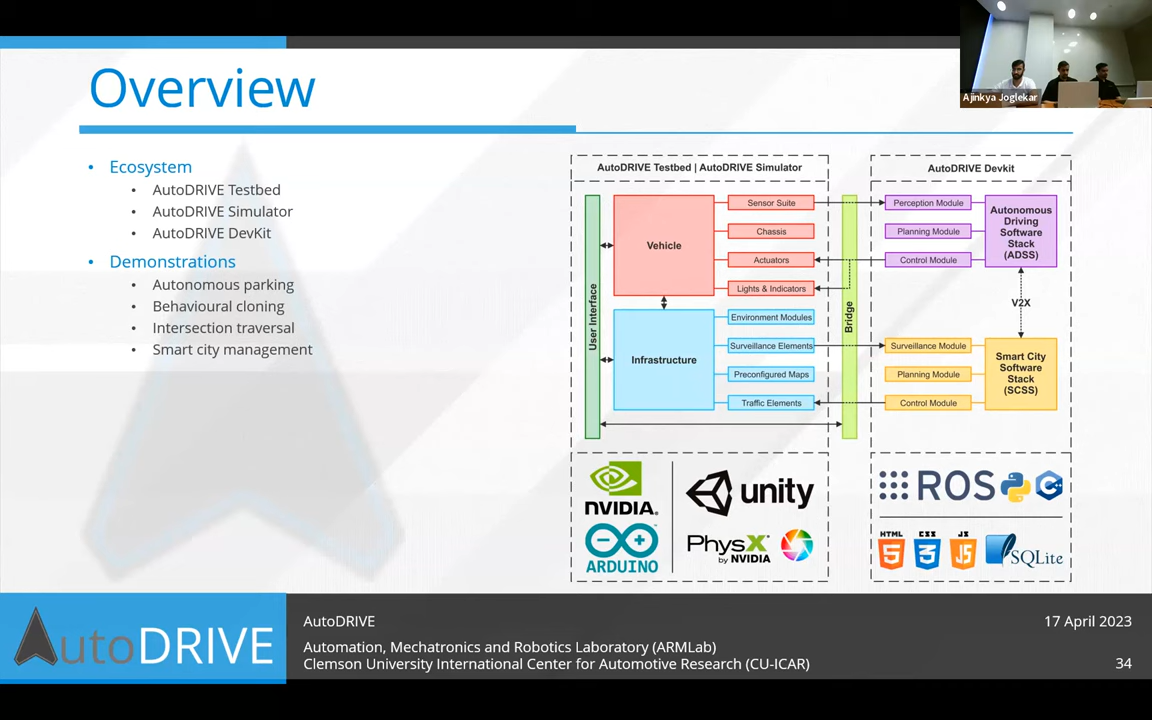 Overview
Ajinkya Joglekar
• Ecosystem
• AutoDRIVE Testbed
• AutoDRIVE Simulator
• AutoDRIVE DevKit
• Demonstrations
• Autonomous parking
• Behavioural cloning
• Intersection traversal
• Smart city management
AutoDRIVE Testbed | AutoDRIVE Simulator
User Interface
Vehicle
Sensor Suite
Chassis
Actuators
Lights & Indicators
Infrastructure
Environment Modules
Surveillance Elements
Preconfigured Maps
Traffic Elements
Bridge
AutoDRIVE Devkit
Perception Module
Planning Module
Control Module
Autonomous
Driving
Software
Stack
(ADSS)
V2X
Surveillance Module
Planning Module
Control Module
Smart City
Software
Stack
(SCSS)
NVIDIA.
ARDUINO
unity
PhysX
by NVIDIA
ROS
HTML
5
CSS
3
JS
SQLite
AutoDRIVE
AutoDRIVE
Automation, Mechatronics and Robotics Laboratory (ARMLab)
Clemson University International Center for Automotive Research (CU-ICAR)
17 April 2023
34